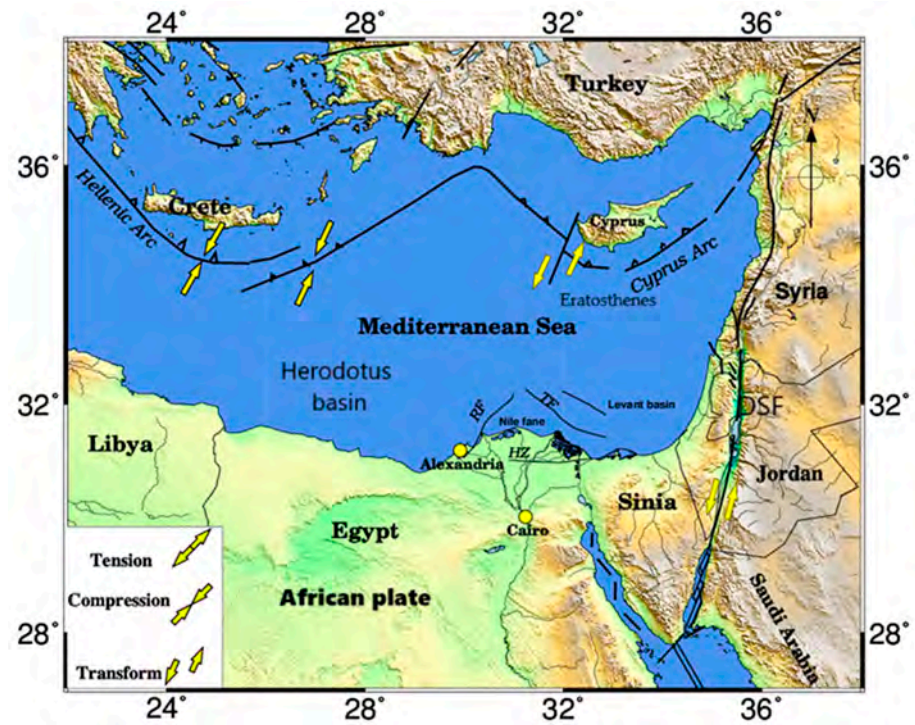 24° 28° 32° 36°
Turkey
N
36° 36°
Crete
Hellenic Arc
Cyprus
Cyprus Arc
Syria
Eratosthenes
Mediterranean Sea
Herodotus
basin
32° 32°
RF
TF
Levant basin
DSF
Nile fane
Libya
HZ
Alexandria
Jordan
Sinia
Egypt
Cairo
Tension
Compression
African plate
Saudi Arabia
28° 28°
Transform
24° 28° 32° 36°